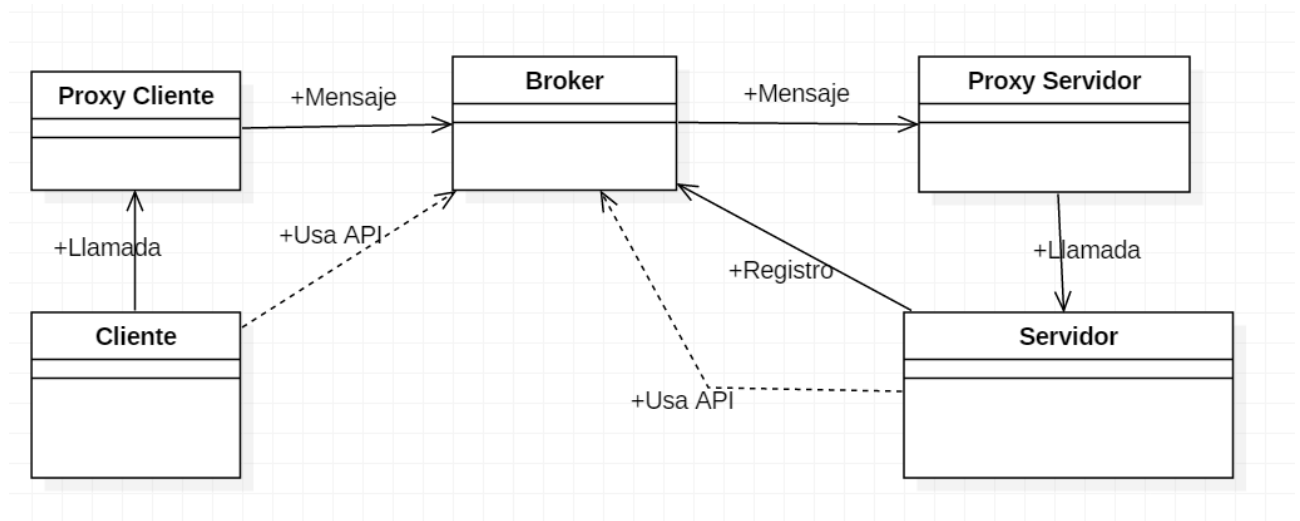 Proxy Cliente
+Mensaje
Broker
+Mensaje
Proxy Servidor
+Llamada
+Usa API
+Registro
+Llamada
Cliente
+Usa API
Servidor